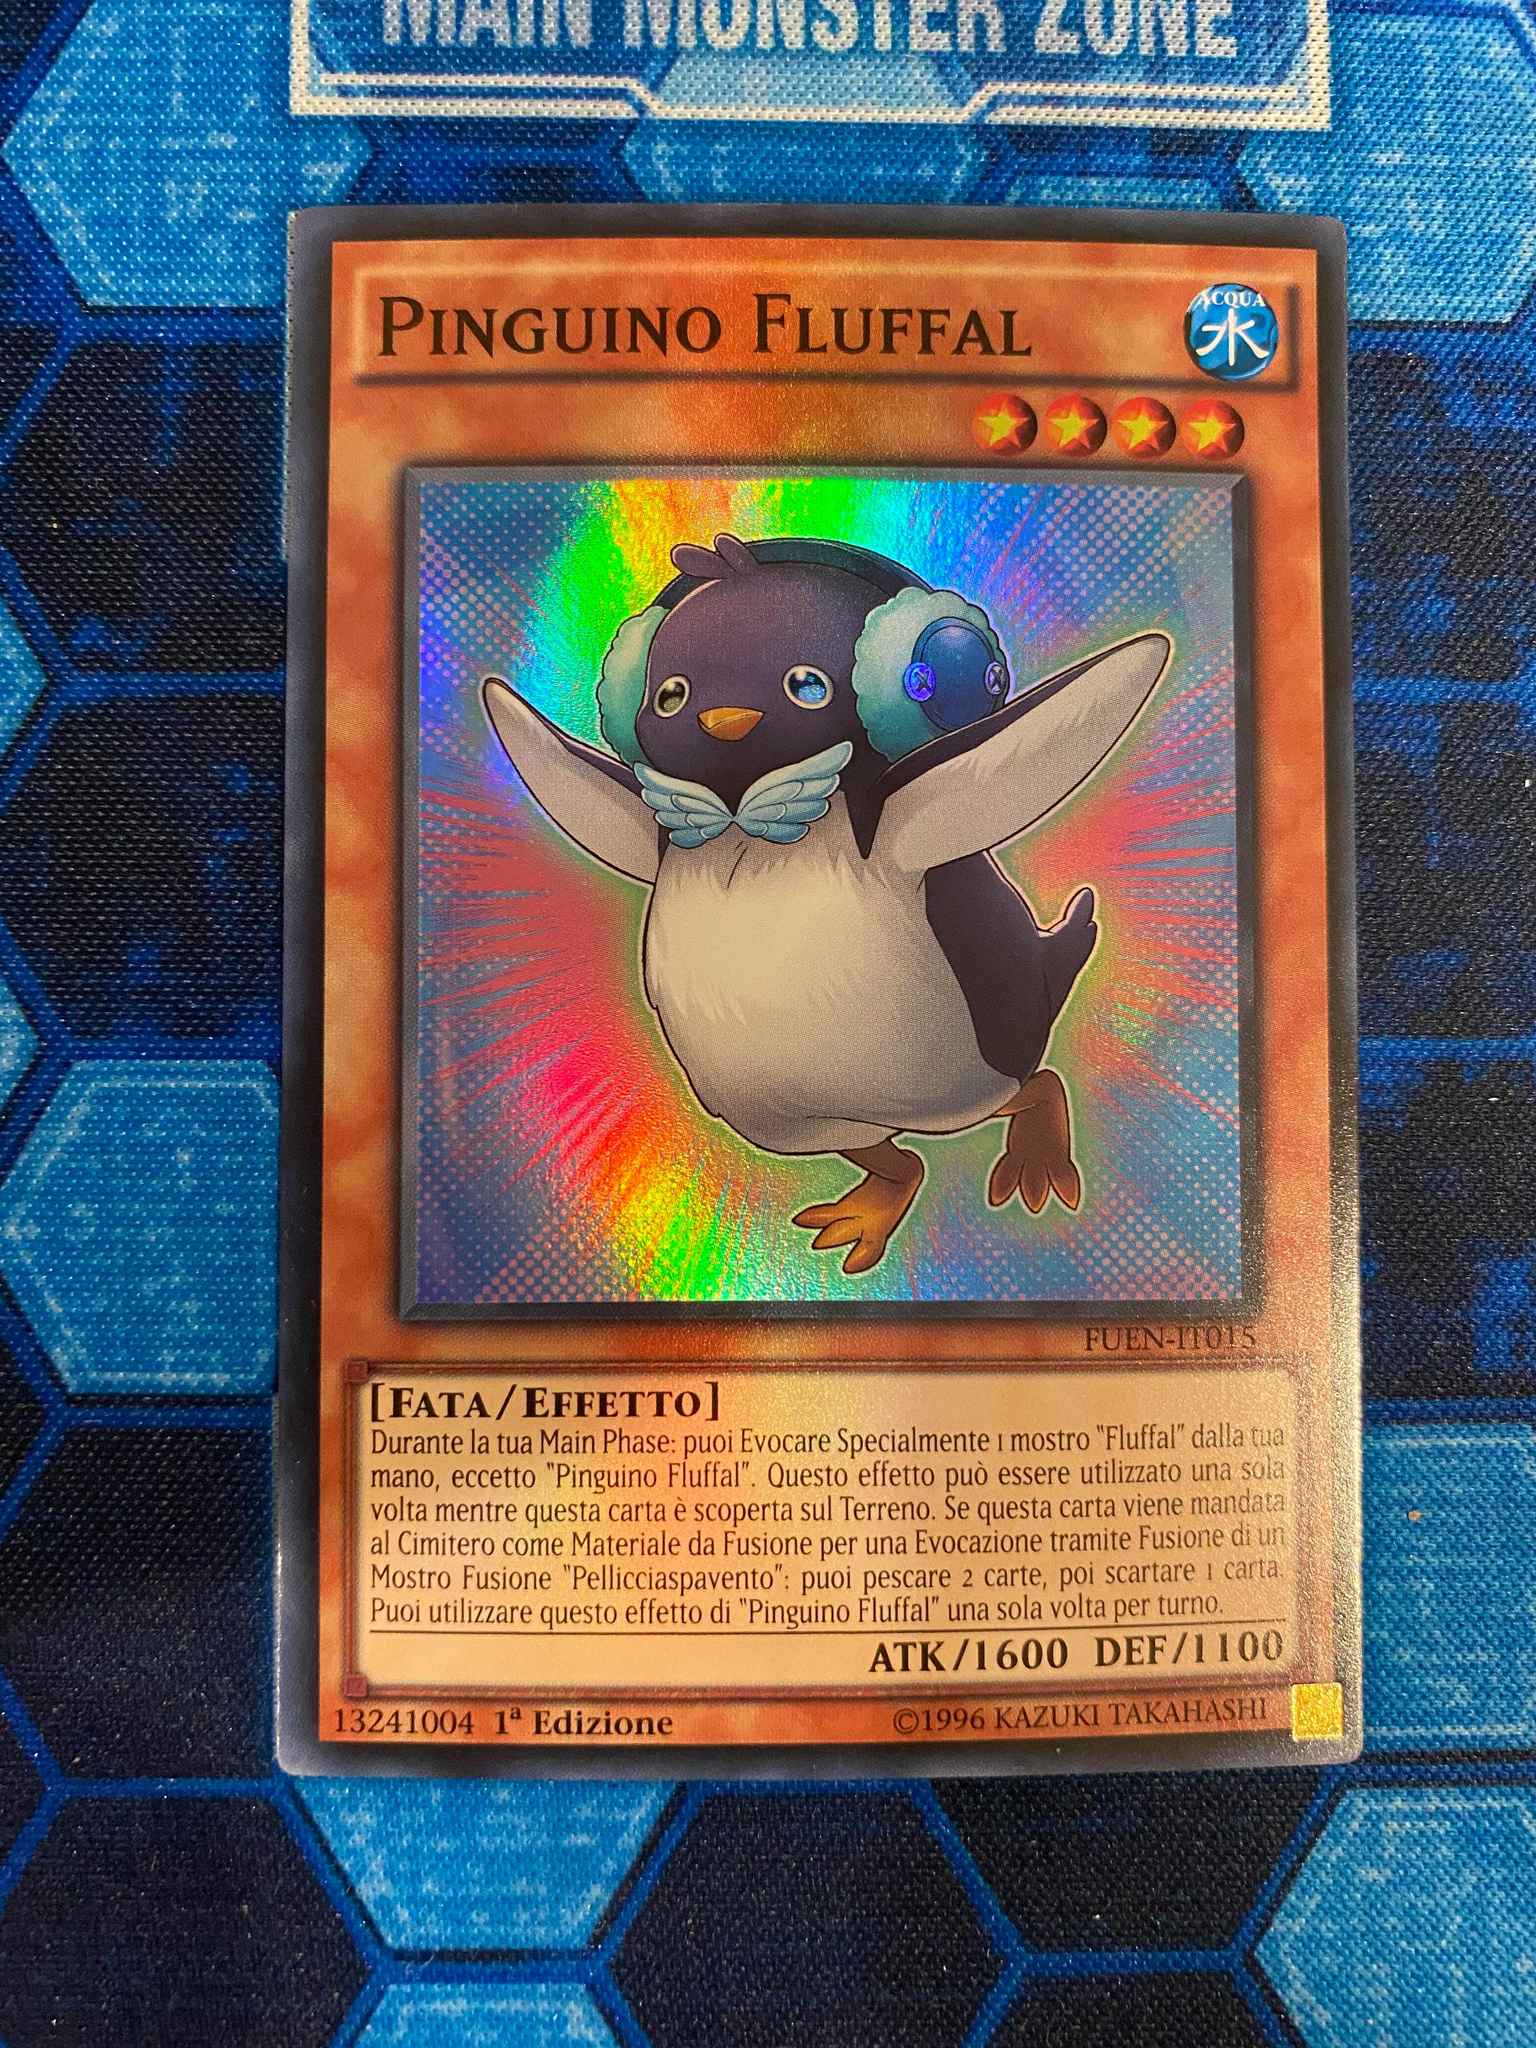 MAIN MONSTER ZONE
PINGUINO FLUFFAL
ACQUA
水
FUEN-IT015
[FATA/EFFETTO]
Durante la tua Main Phase: puoi Evocare Specialmente 1 mostro "Fluffal" dalla tua
mano, eccetto "Pinguino Fluffal". Questo effetto può essere utilizzato una sola
volta mentre questa carta è scoperta sul Terreno. Se questa carta viene mandata
al Cimitero come Materiale da Fusione per una Evocazione tramite Fusione di un
Mostro Fusione "Pellicciaspavento": puoi pescare 2 carte, poi scartare 1 carta.
Puoi utilizzare questo effetto di "Pinguino Fluffal" una sola volta per turno.
ATK/1600 DEF/1100
13241004 1ª Edizione ©1996 KAZUKI TAKAHASHI